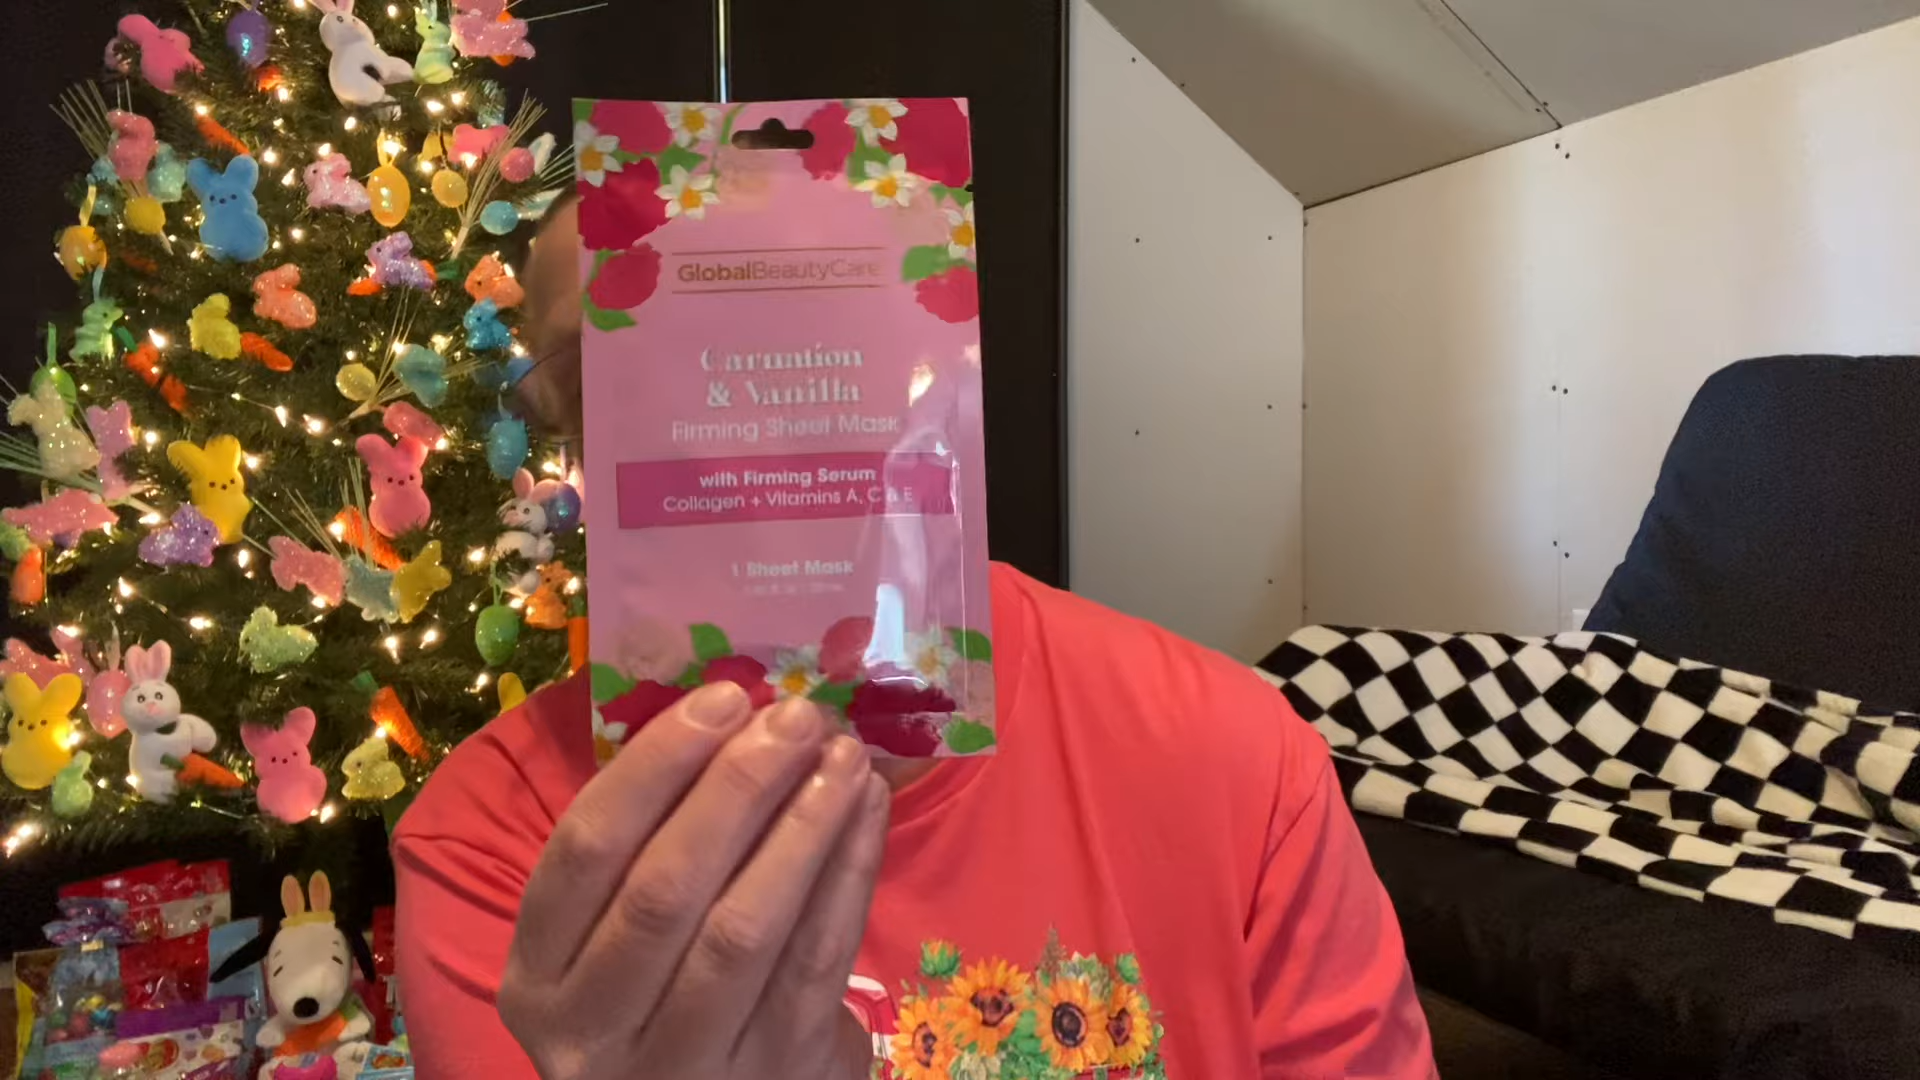 GlobalBeautyCare
Carnation
& Vanilla
Firming Sheet Mask
with Firming Serum
Collagen + Vitamins A, C & E
1 Sheet Mask